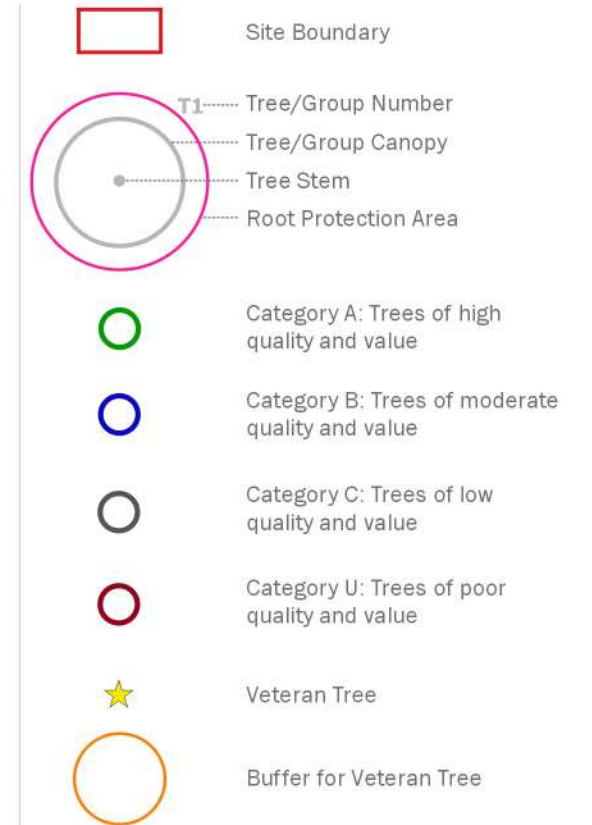 Site Boundary
T1
Tree/Group Number
Tree/Group Canopy
Tree Stem
Root Protection Area
Category A: Trees of high
quality and value
Category B: Trees of moderate
quality and value
Category C: Trees of low
quality and value
Category U: Trees of poor
quality and value
Veteran Tree
Buffer for Veteran Tree